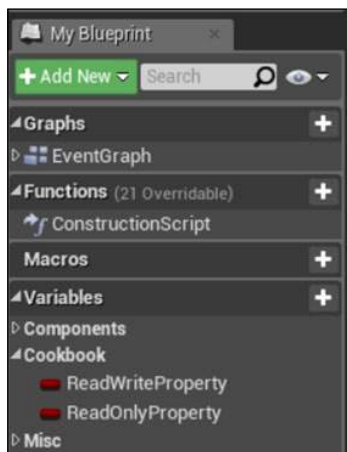 My Blueprint
Add New Search
Graphs
EventGraph
Functions (21 Overridable)
ConstructionScript
Macros
Variables
Components
Cookbook
ReadWriteProperty
ReadOnlyProperty
Misc